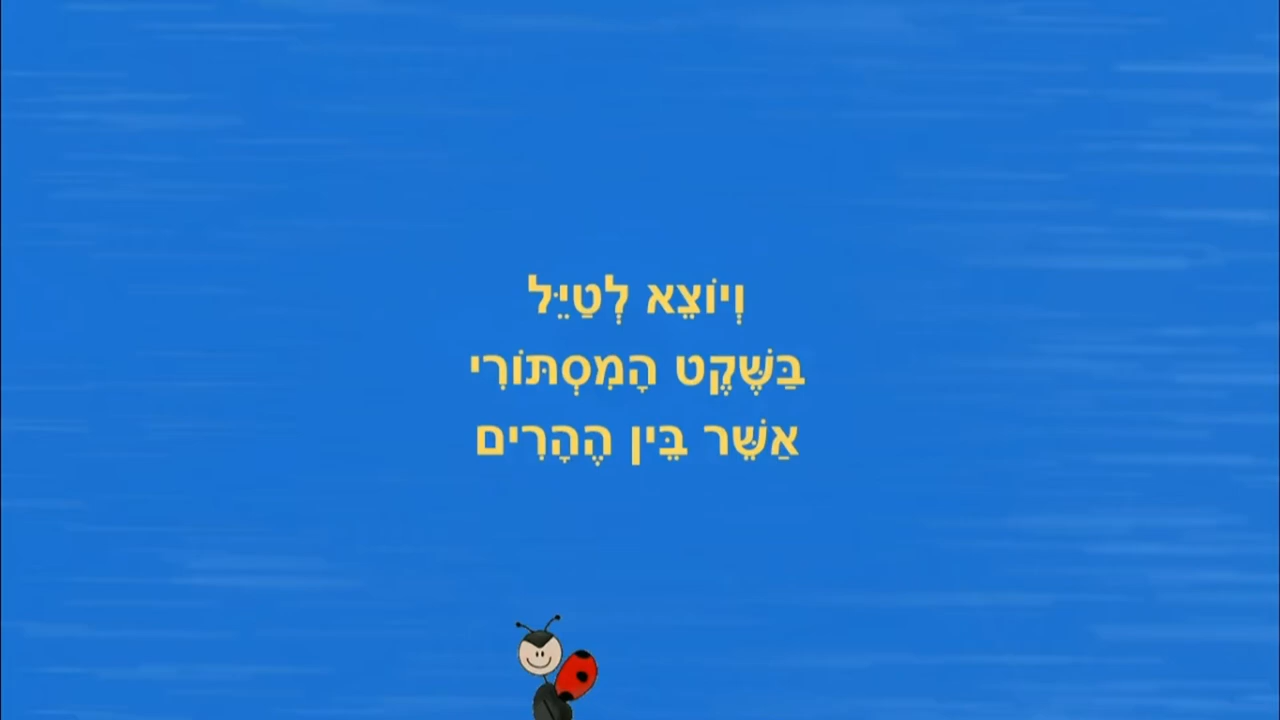 וְיוֹצֵא לְטַיֵּל
בַּשֶּׁקֶט הָמִסְתּוֹרִי
אַשֵּׁר בֵּין הֶהָרִים